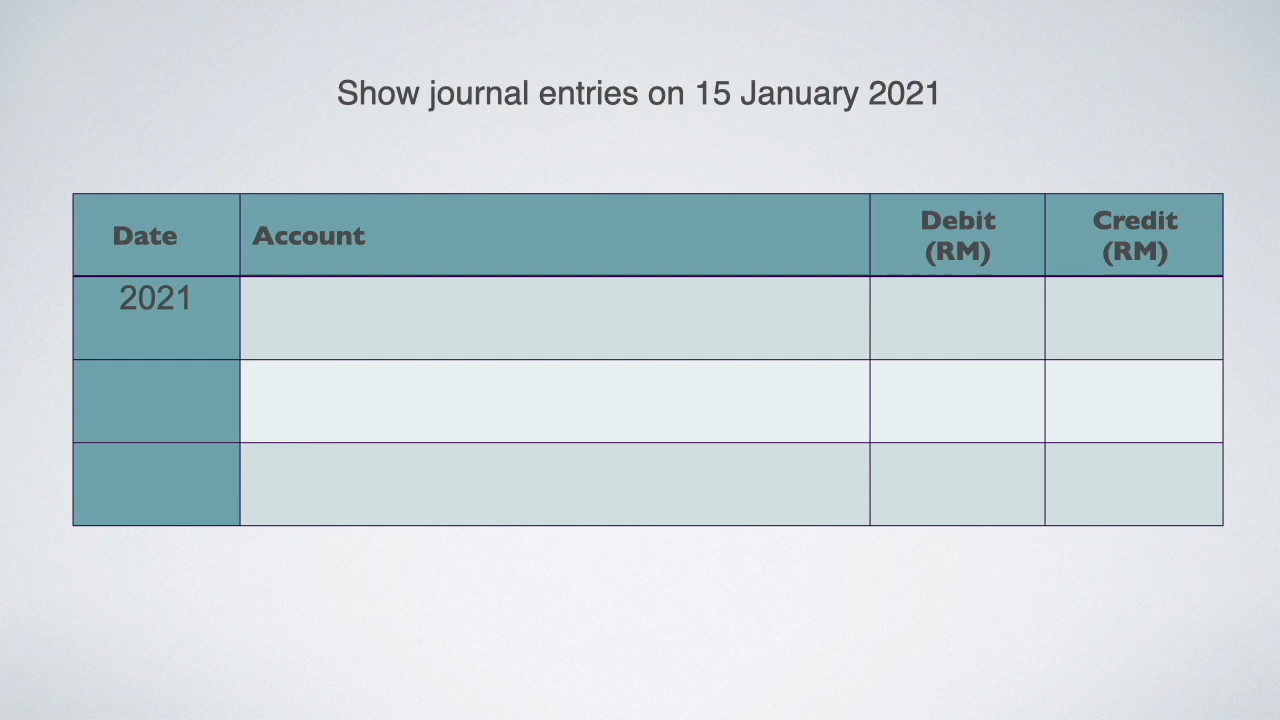 Show journal entries on 15 January 2021
Date Account Debit (RM) Credit (RM)
2021